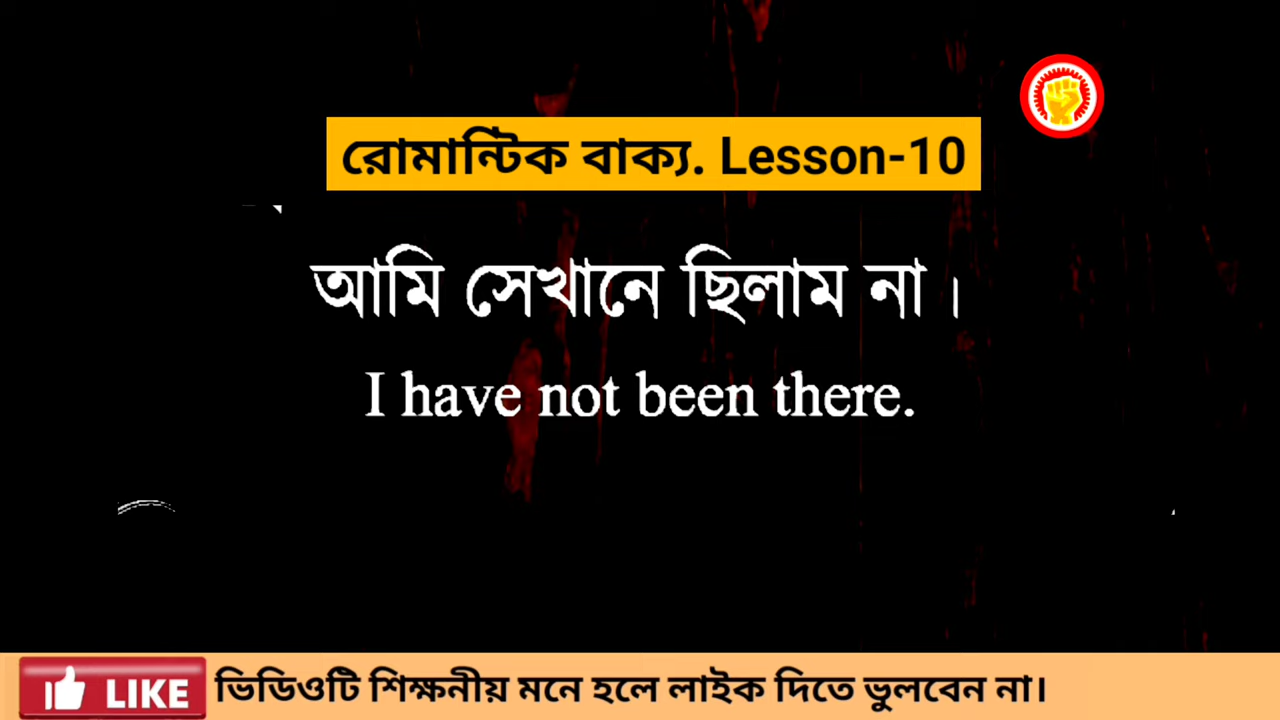 রোমান্টিক বাক্য. Lesson-10
আমি সেখানে ছিলাম না।
I have not been there.
LIKE ভিডিওটি শিক্ষনীয় মনে হলে লাইক দিতে ভুলবেন না।